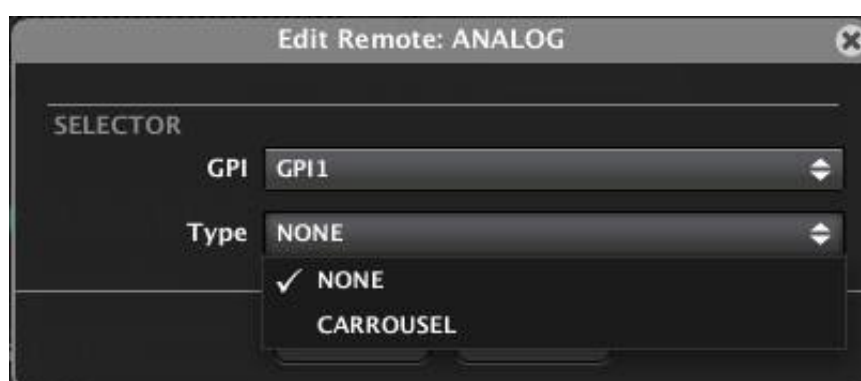 Edit Remote: ANALOG
SELECTOR
GPI GPI1
Type NONE
✓ NONE
CARROUSEL